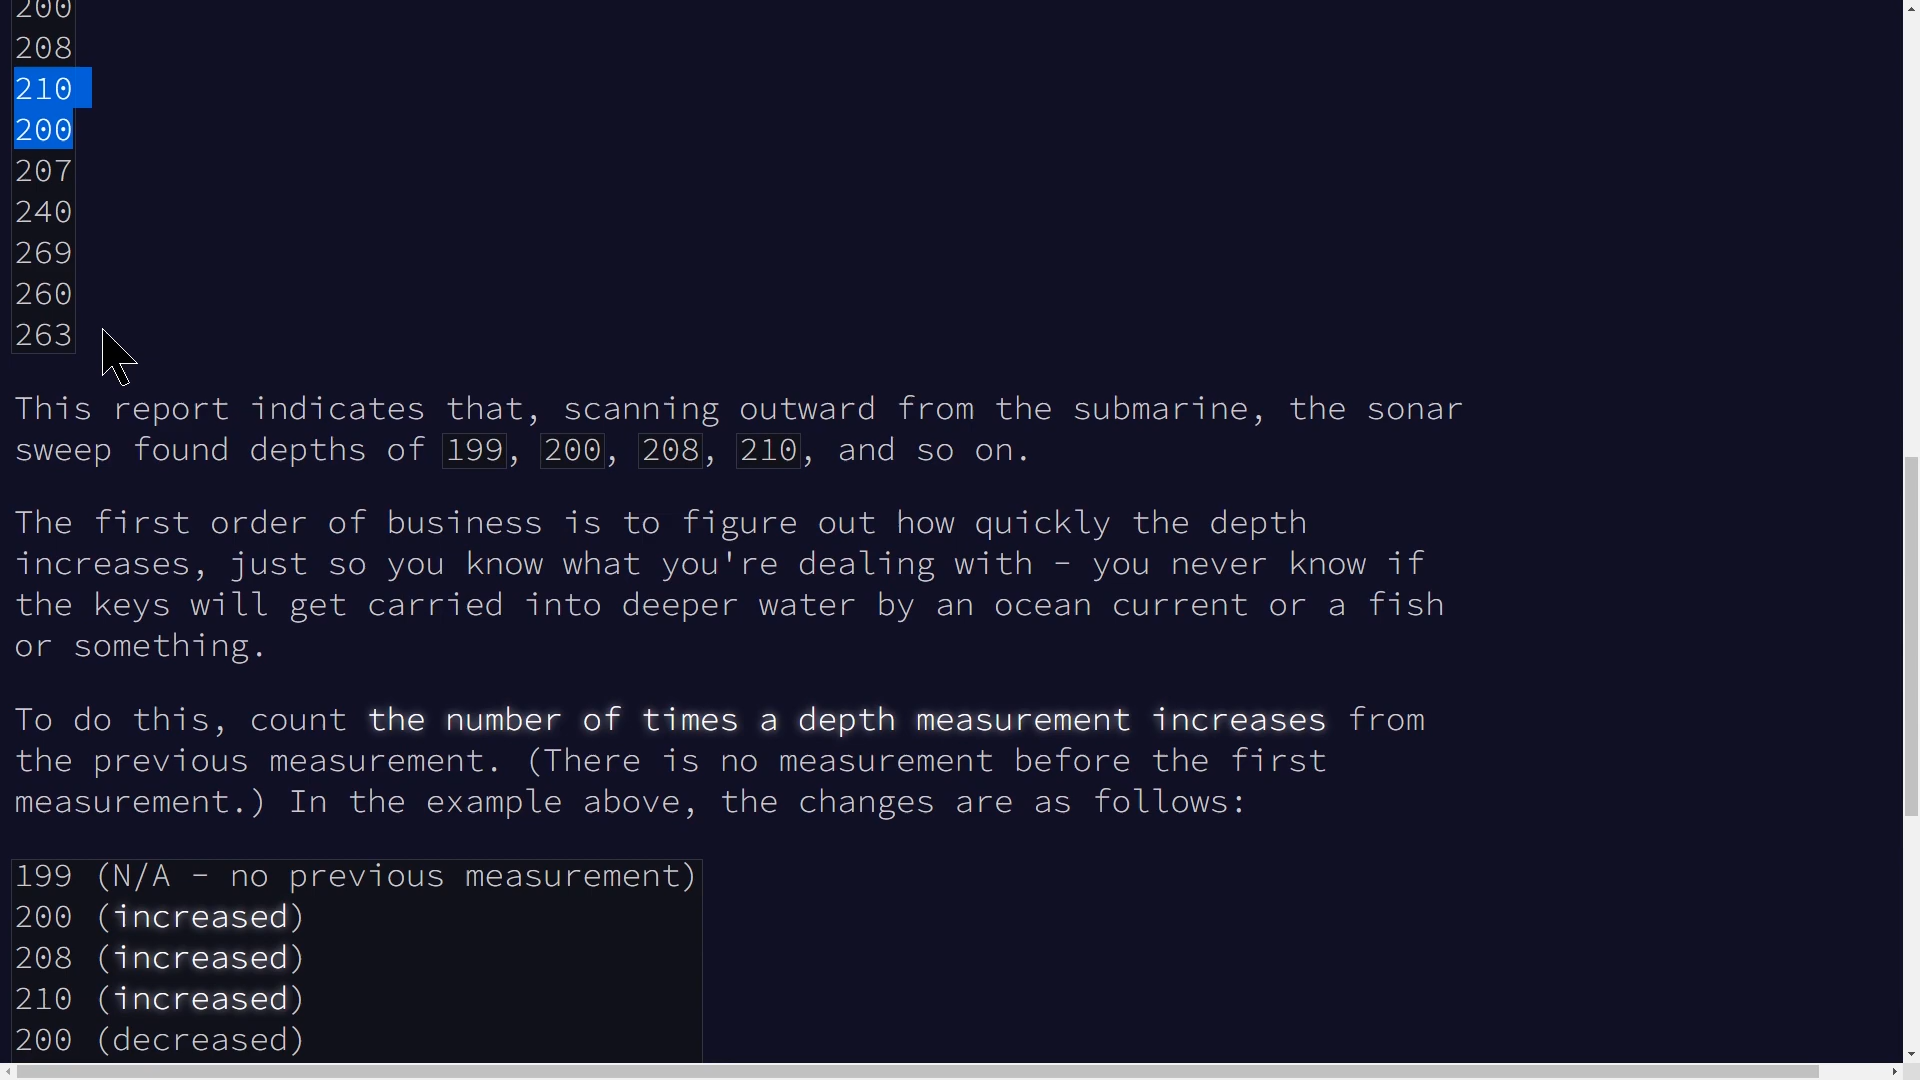 200
208
210
200
207
240
269
260
263
This report indicates that, scanning outward from the submarine, the sonar
sweep found depths of 199, 200, 208, 210, and so on.
The first order of business is to figure out how quickly the depth
increases, just so you know what you're dealing with - you never know if
the keys will get carried into deeper water by an ocean current or a fish
or something.
To do this, count the number of times a depth measurement increases from
the previous measurement. (There is no measurement before the first
measurement.) In the example above, the changes are as follows:
199 (N/A - no previous measurement)
200 (increased)
208 (increased)
210 (increased)
200 (decreased)